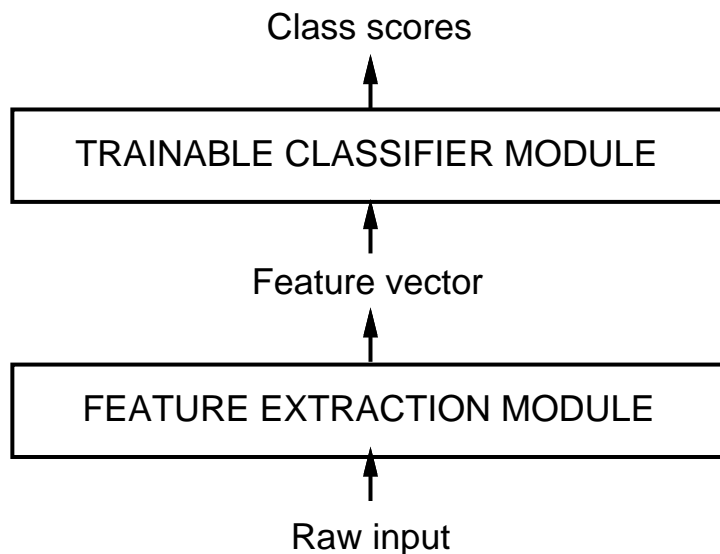 Class scores
TRAINABLE CLASSIFIER MODULE
Feature vector
FEATURE EXTRACTION MODULE
Raw input